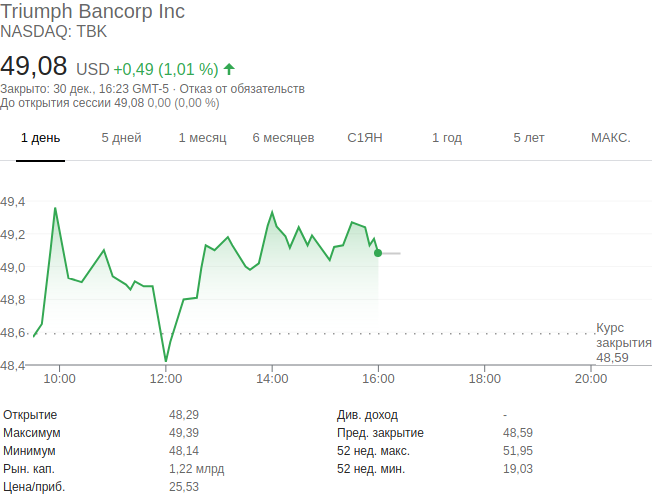 Triumph Bancorp Inc
NASDAQ: TBK
49,08 USD +0,49 (1,01 %)
Закрыто: 30 дек., 16:23 GMT-5 · Отказ от обязательств
До открытия сессии 49,08 0,00 (0,00 %)
1 день 5 дней 1 месяц 6 месяцев С1ЯН 1 год 5 лет МАКС.
49,4
49,2
49,0
48,8
48,6
Курс
закрытия
48,59
48,4
10:00 12:00 14:00 16:00 18:00 20:00
Открытие 48,29 Див. доход -
Максимум 49,39 Пред. закрытие 48,59
Минимум 48,14 52 нед. макс. 51,95
Рын. кап. 1,22 млрд 52 нед. мин. 19,03
Цена/приб. 25,53